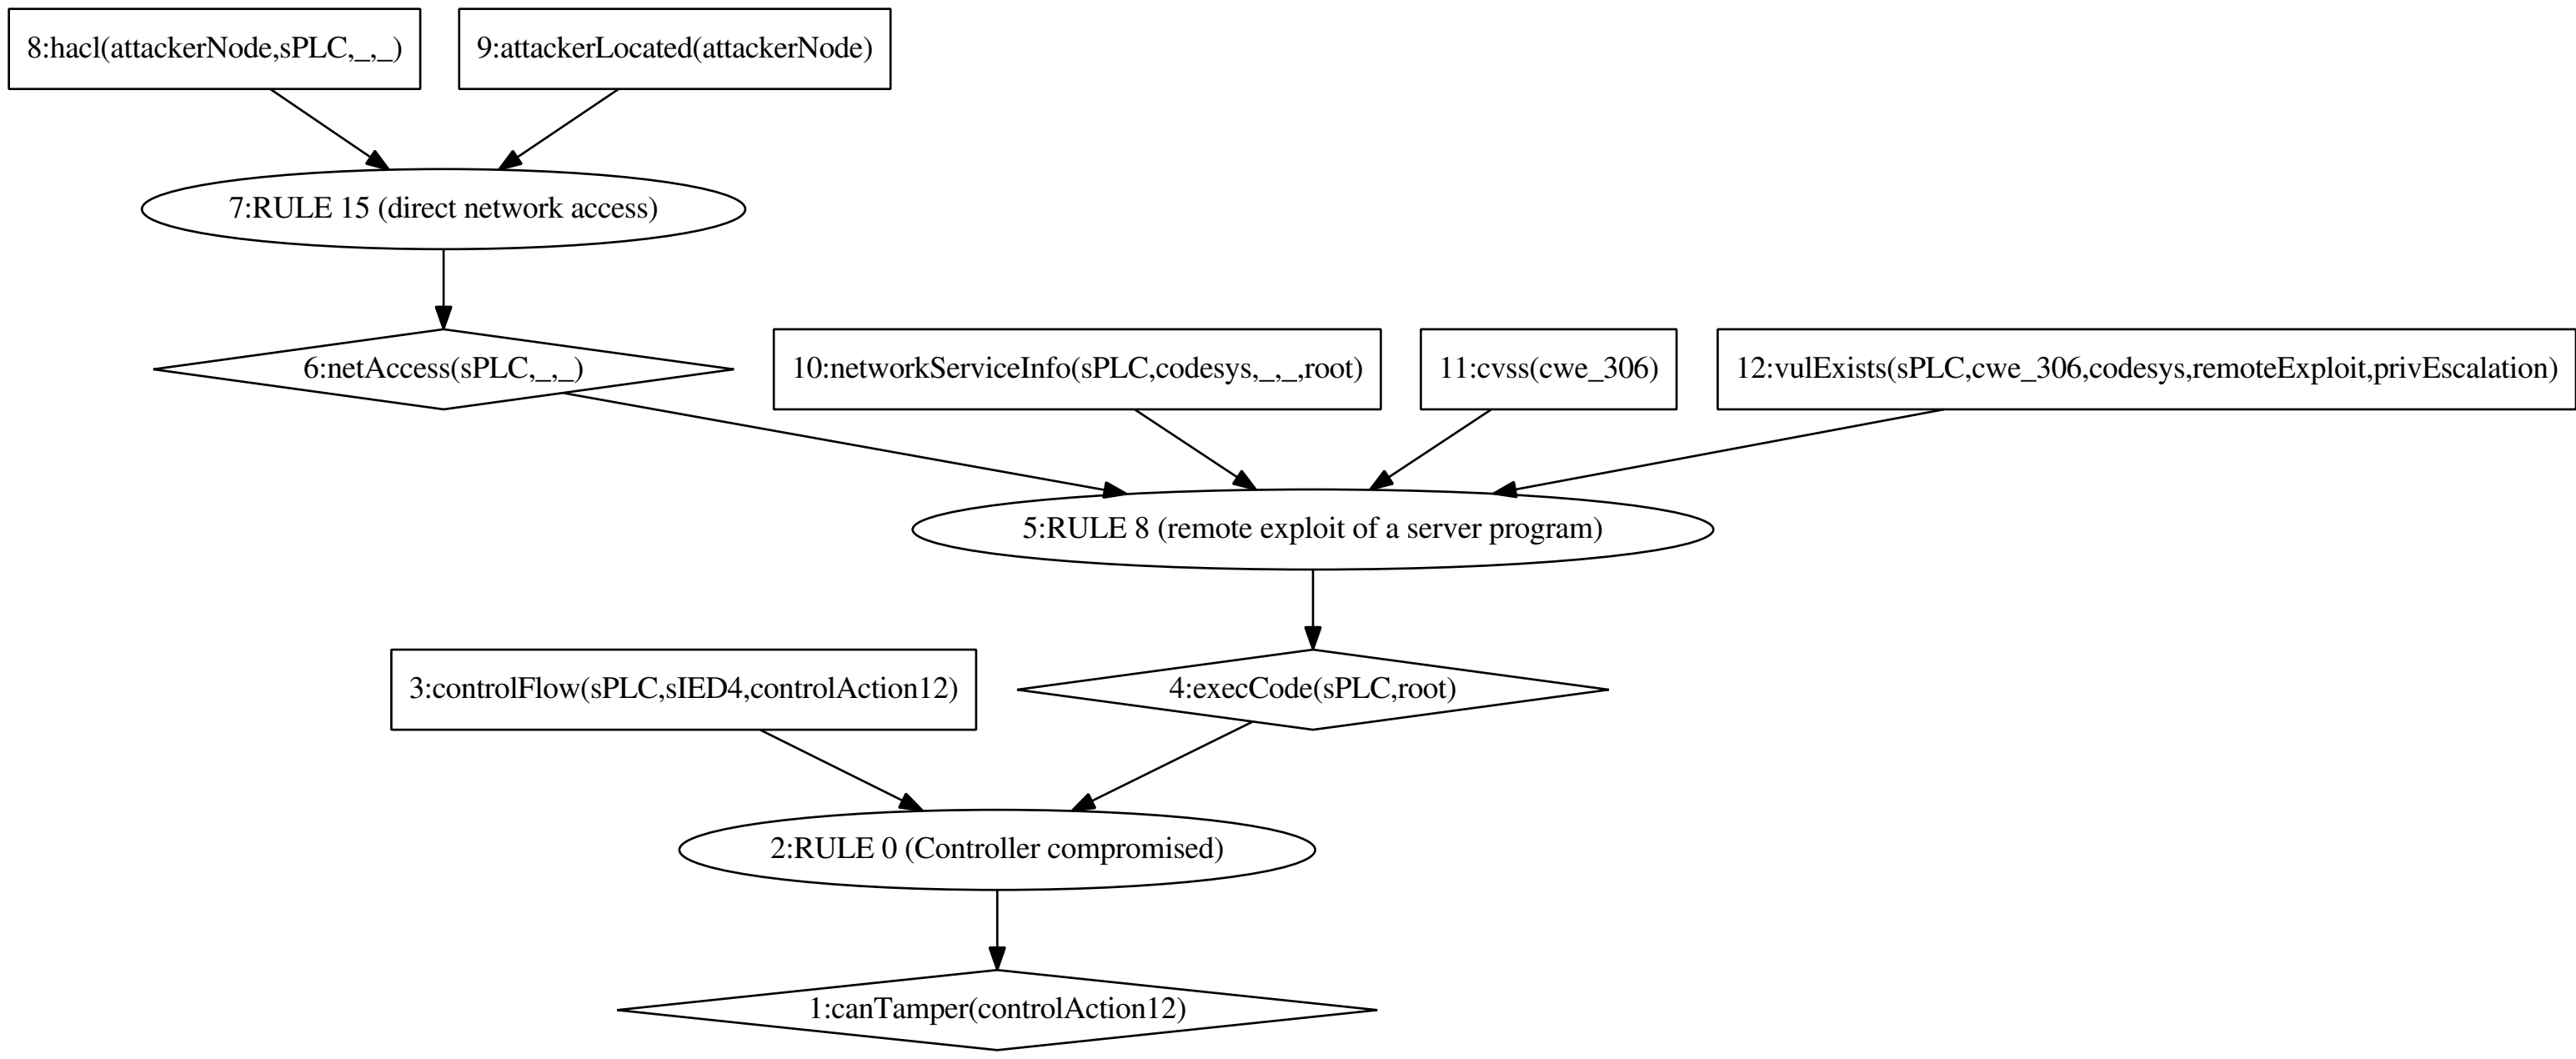 8:hacl(attackerNode,sPLC,_,_)
9:attackerLocated(attackerNode)
7:RULE 15 (direct network access)
6:netAccess(sPLC,_,_)
10:networkServiceInfo(sPLC,codesys,_,_,root)
11:cvss(cwe_306)
12:vulExists(sPLC,cwe_306,codesys,remoteExploit,privEscalation)
5:RULE 8 (remote exploit of a server program)
3:controlFlow(sPLC,sIED4,controlAction12)
4:execCode(sPLC,root)
2:RULE 0 (Controller compromised)
1:canTamper(controlAction12)